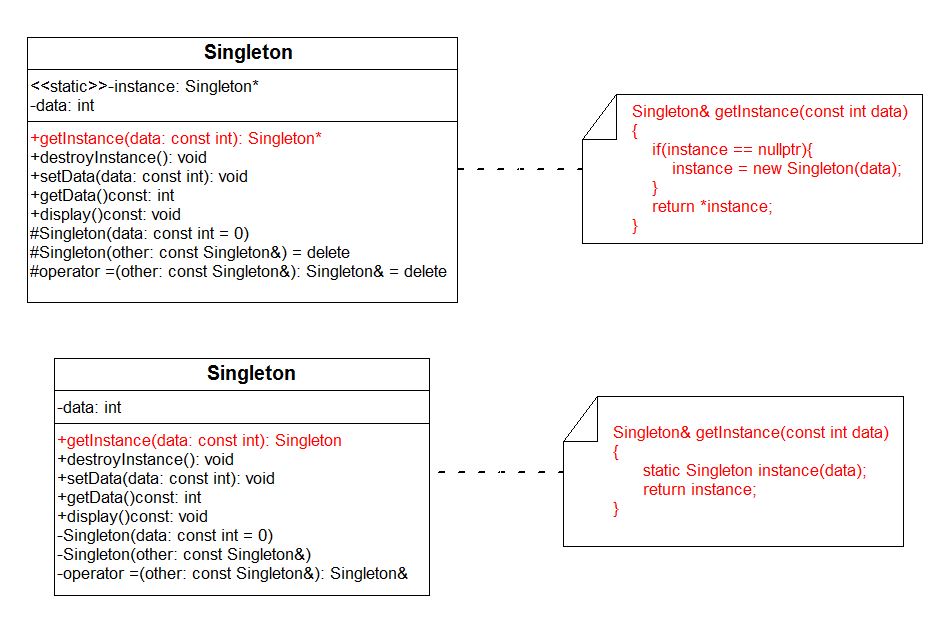 Singleton
<<static>>-instance: Singleton*
-data: int
+getInstance(data: const int): Singleton*
+destroyInstance(): void
+setData(data: const int): void
+getData()const: int
+display()const: void
#Singleton(data: const int = 0)
#Singleton(other: const Singleton&) = delete
#operator =(other: const Singleton&): Singleton& = delete
Singleton& getInstance(const int data)
{
if(instance == nullptr){
instance = new Singleton(data);
}
return *instance;
}
Singleton
-data: int
+getInstance(data: const int): Singleton
+destroyInstance(): void
+setData(data: const int): void
+getData()const: int
+display()const: void
-Singleton(data: const int = 0)
-Singleton(other: const Singleton&)
-operator =(other: const Singleton&): Singleton&
Singleton& getInstance(const int data)
{
static Singleton instance(data);
return instance;
}